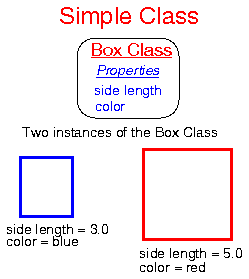 Simple Class
Box Class
Properties
side length
color
Two instances of the Box Class
side length = 3.0
color = blue
side length = 5.0
color = red